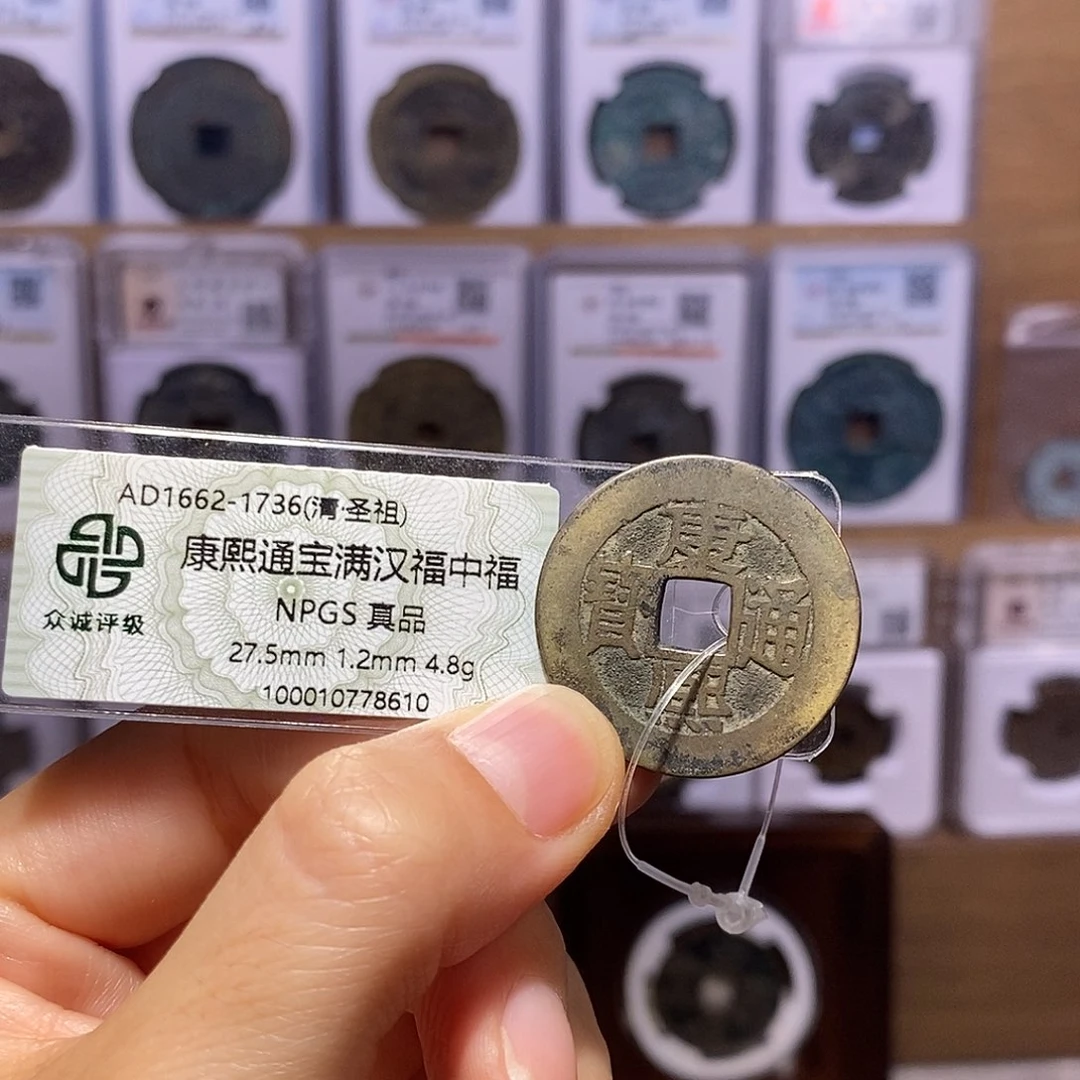 AD1662-1736(清·圣祖)
康熙通宝满汉福中福
NPGS 真品
27.5mm 1.2mm 4.8g
100010778610
众诚评级
康
熙
通
寶